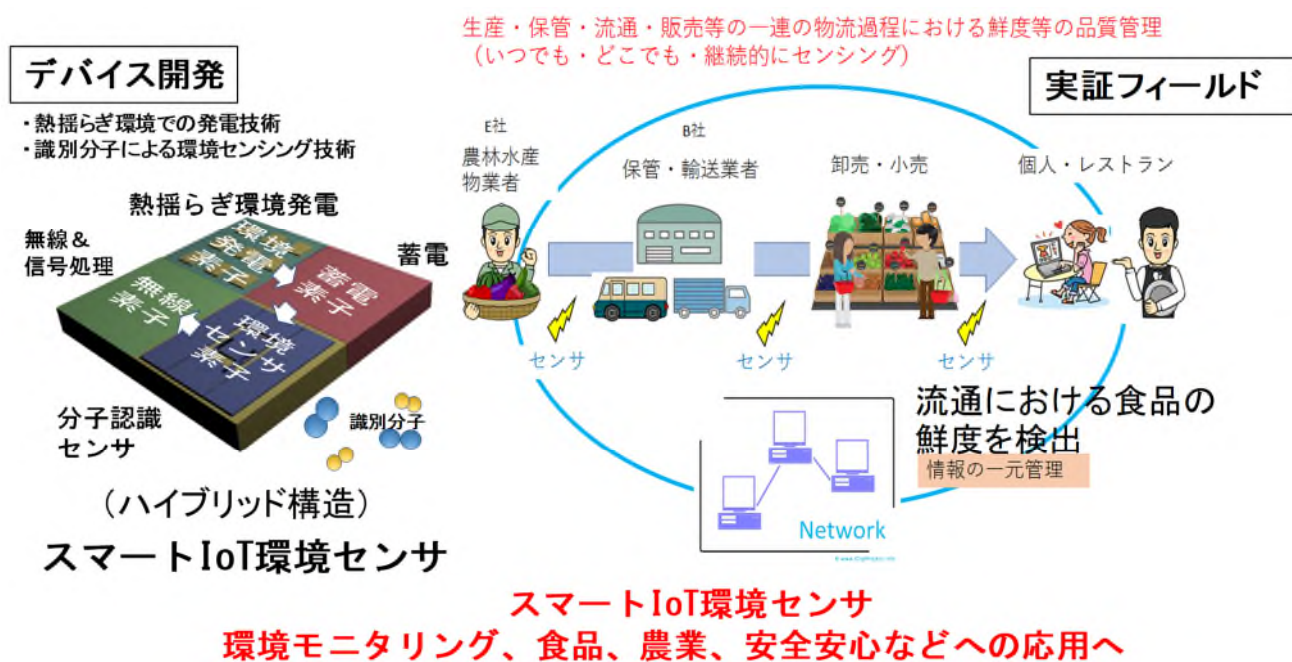 生産・保管・流通・販売等の一連の物流過程における鮮度等の品質管理
（いつでも・どこでも・継続的にセンシング）
デバイス開発
・熱揺らぎ環境での発電技術
・識別分子による環境センシング技術
熱揺らぎ環境発電
無線＆
信号処理
蓄電
環境
発電
素子
蓄電
素子
無線
素子
環境
センサ
素子
分子認識
センサ
識別分子
（ハイブリッド構造）
スマートIoT環境センサ
実証フィールド
E社
農林水産
物業者
B社
保管・輸送業者
卸売・小売
個人・レストラン
センサ
センサ
センサ
流通における食品の
鮮度を検出
情報の一元管理
Network
スマートIoT環境センサ
環境モニタリング、食品、農業、安全安心などへの応用へ